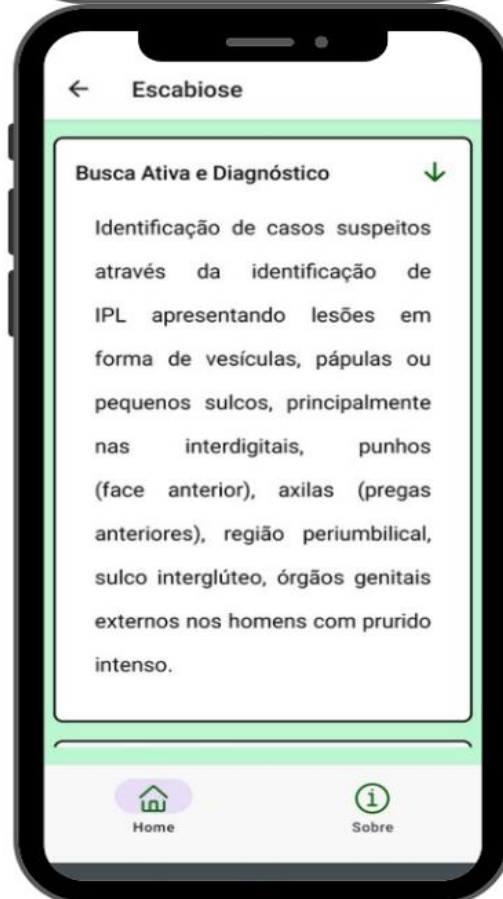 Escabiose
Busca Ativa e Diagnóstico
Identificação de casos suspeitos
através da identificação de
IPL apresentando lesões em
forma de vesículas, pápulas ou
pequenos sulcos, principalmente
nas interdigitais, punhos
(face anterior), axilas (pregas
anteriores), região periumbilical,
sulco interglúteo, órgãos genitais
externos nos homens com prurido
intenso.
Home
Sobre